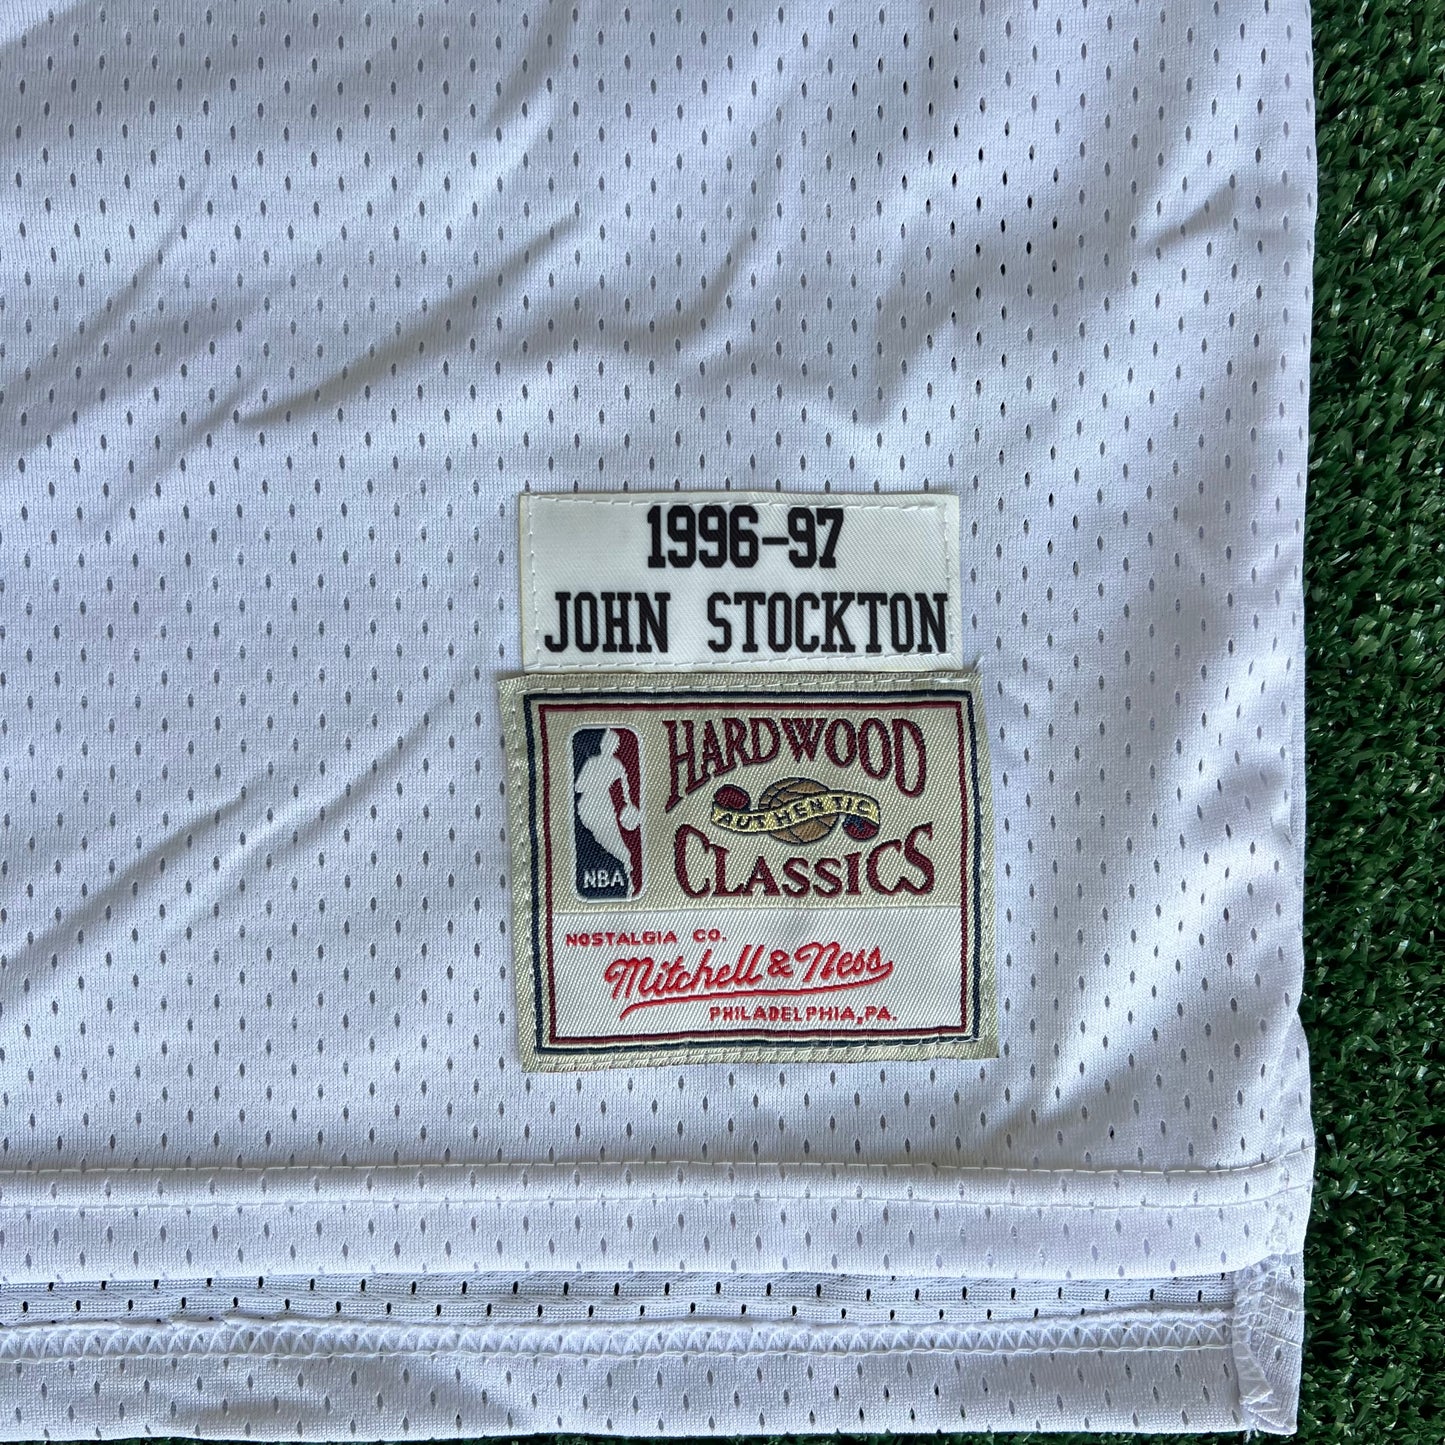 1996-97
JOHN STOCKTON
HARDWOOD
AUTHENTIC
CLASSICS
NBA
NOSTALGIA CO.
Mitchell & Ness
PHILADELPHIA, PA.